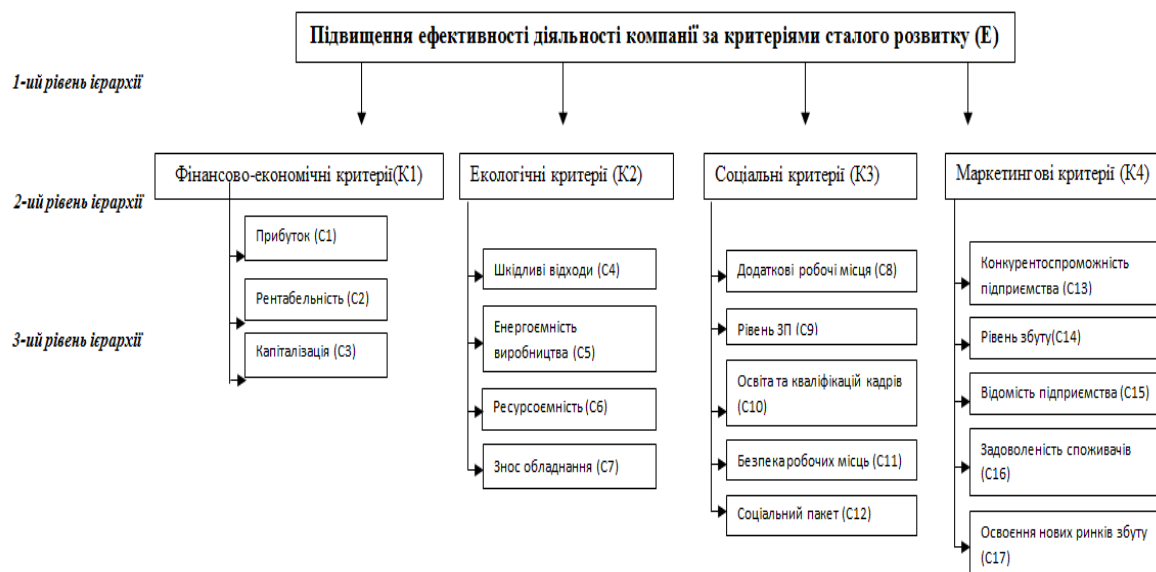 Підвищення ефективності діяльності компанії за критеріями сталого розвитку (Е)
1-ий рівень ієрархії
Фінансово-економічні критерії(К1)
Екологічні критерії (К2)
Соціальні критерії (К3)
Маркетингові критерії (К4)
2-ий рівень ієрархії
3-ий рівень ієрархії
Прибуток (С1)
Рентабельність (С2)
Капіталізація (С3)
Шкідливі відходи (С4)
Енергоємність
виробництва (С5)
Ресурсоємність(С6)
Знос обладнання (С7)
Додаткові робочі місця (С8)
Рівень ЗП (С9)
Освіта та кваліфікацій кадрів
(С10)
Безпека робочих місць (С11)
Соціальний пакет (С12)
Конкурентоспроможність
підприємства (С13)
Рівень збуту(С14)
Відомість підприємства (С15)
Задоволеність споживачів
(С16)
Освоєння нових ринків збуту
(С17)